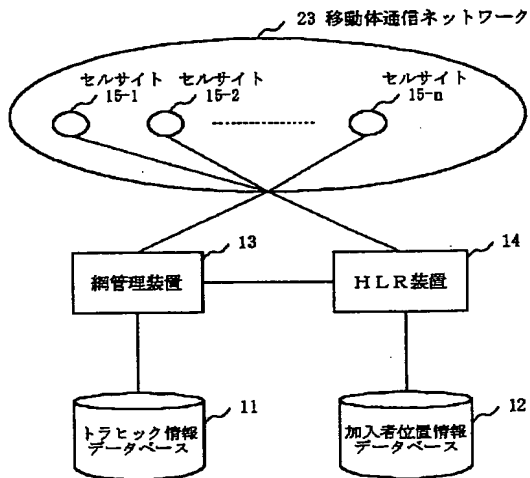 23 移動体通信ネットワーク
セルサイト
15-1
セルサイト
15-2
セルサイト
15-n
13
網管理装置
14
HLR装置
11
トラヒック情報
データベース
12
加入者位置情報
データベース